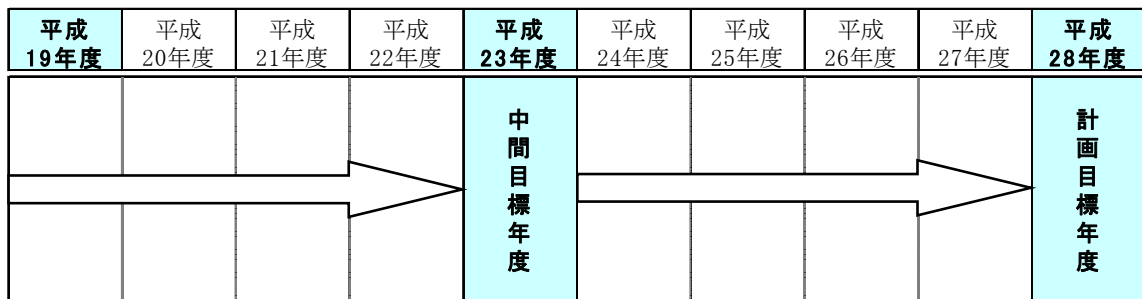 平成
19年度
平成
20年度
平成
21年度
平成
22年度
平成
23年度
平成
24年度
平成
25年度
平成
26年度
平成
27年度
平成
28年度
中間目標年度
計画目標年度